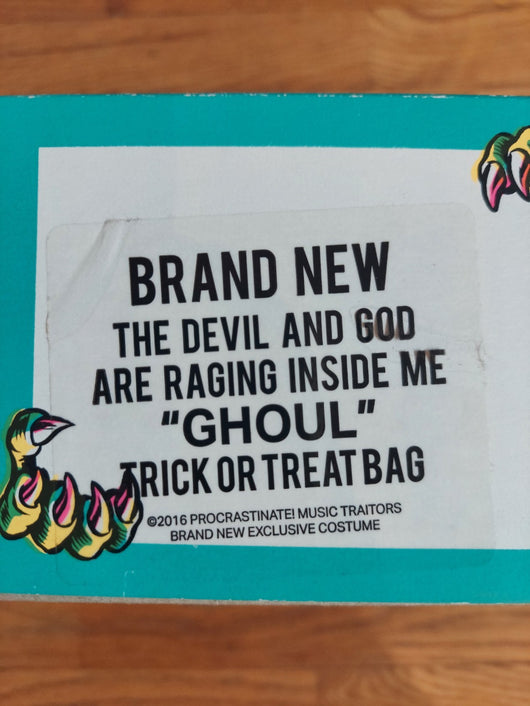 BRAND NEW
THE DEVIL AND GOD
ARE RAGING INSIDE ME
"GHOUL"
TRICK OR TREAT BAG
©2016 PROCRASTINATE! MUSIC TRAITORS
BRAND NEW EXCLUSIVE COSTUME